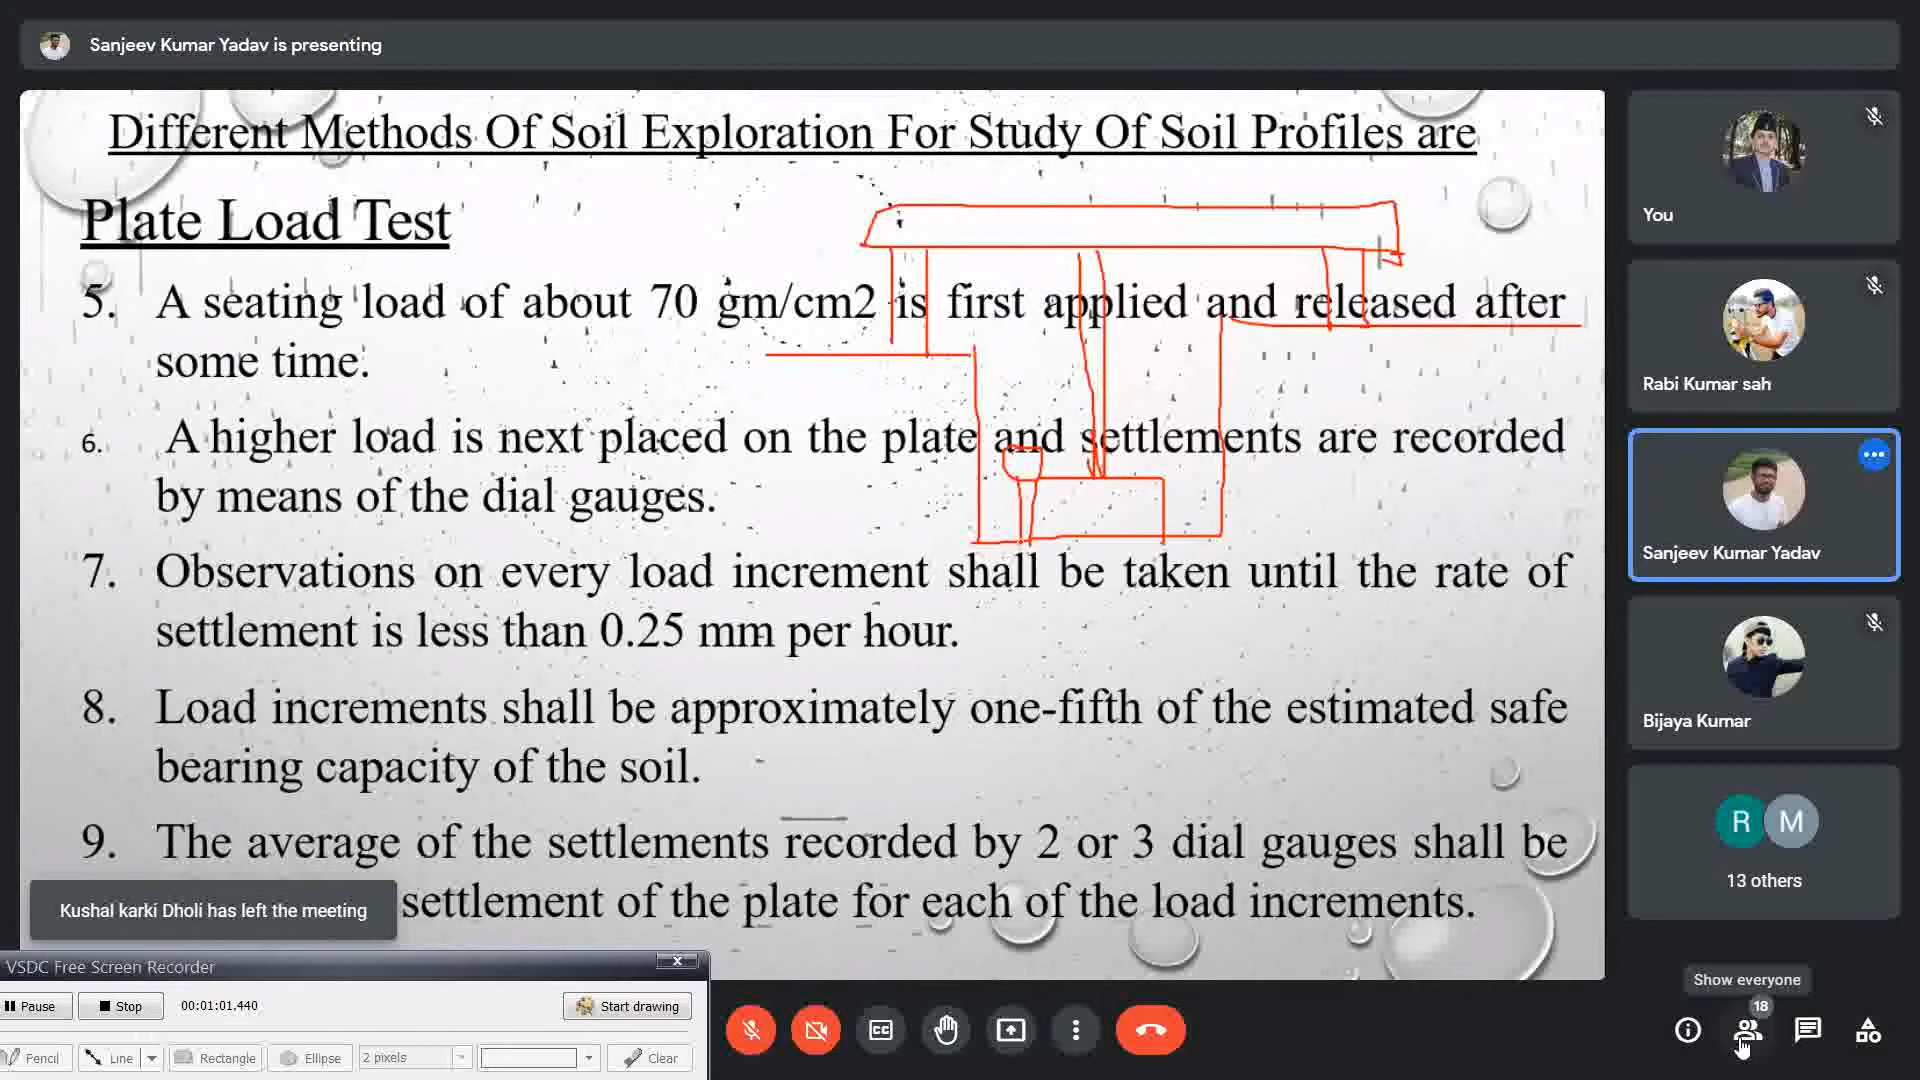 Sanjeev Kumar Yadav is presenting
Different Methods Of Soil Exploration For Study Of Soil Profiles are
Plate Load Test
5. A seating load of about 70 gm/cm2 is first applied and released after
some time.
6. A higher load is next placed on the plate and settlements are recorded
by means of the dial gauges.
7. Observations on every load increment shall be taken until the rate of
settlement is less than 0.25 mm per hour.
8. Load increments shall be approximately one-fifth of the estimated safe
bearing capacity of the soil.
9. The average of the settlements recorded by 2 or 3 dial gauges shall be
settlement of the plate for each of the load increments.
Kushal karki Dholi has left the meeting
You
Rabi Kumar sah
Sanjeev Kumar Yadav
Bijaya Kumar
R M
13 others
Show everyone
18
VSDC Free Screen Recorder
Pause Stop 00:01:01.440 Start drawing
Pencil Line Rectangle Ellipse 2 pixels Clear
CC